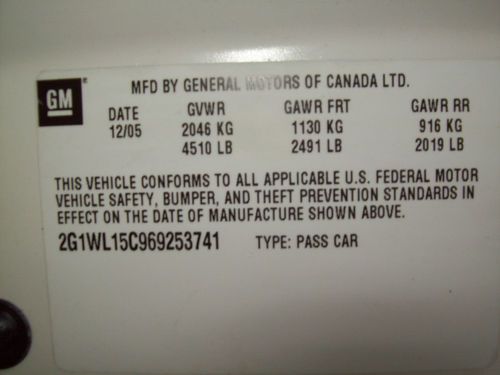 GM
MFD BY GENERAL MOTORS OF CANADA LTD.
DATE GVWR GAWR FRT GAWR RR
12/05 2046 KG 1130 KG 916 KG
4510 LB 2491 LB 2019 LB
THIS VEHICLE CONFORMS TO ALL APPLICABLE U.S. FEDERAL MOTOR
VEHICLE SAFETY, BUMPER, AND THEFT PREVENTION STANDARDS IN
EFFECT ON THE DATE OF MANUFACTURE SHOWN ABOVE.
2G1WL15C969253741 TYPE: PASS CAR